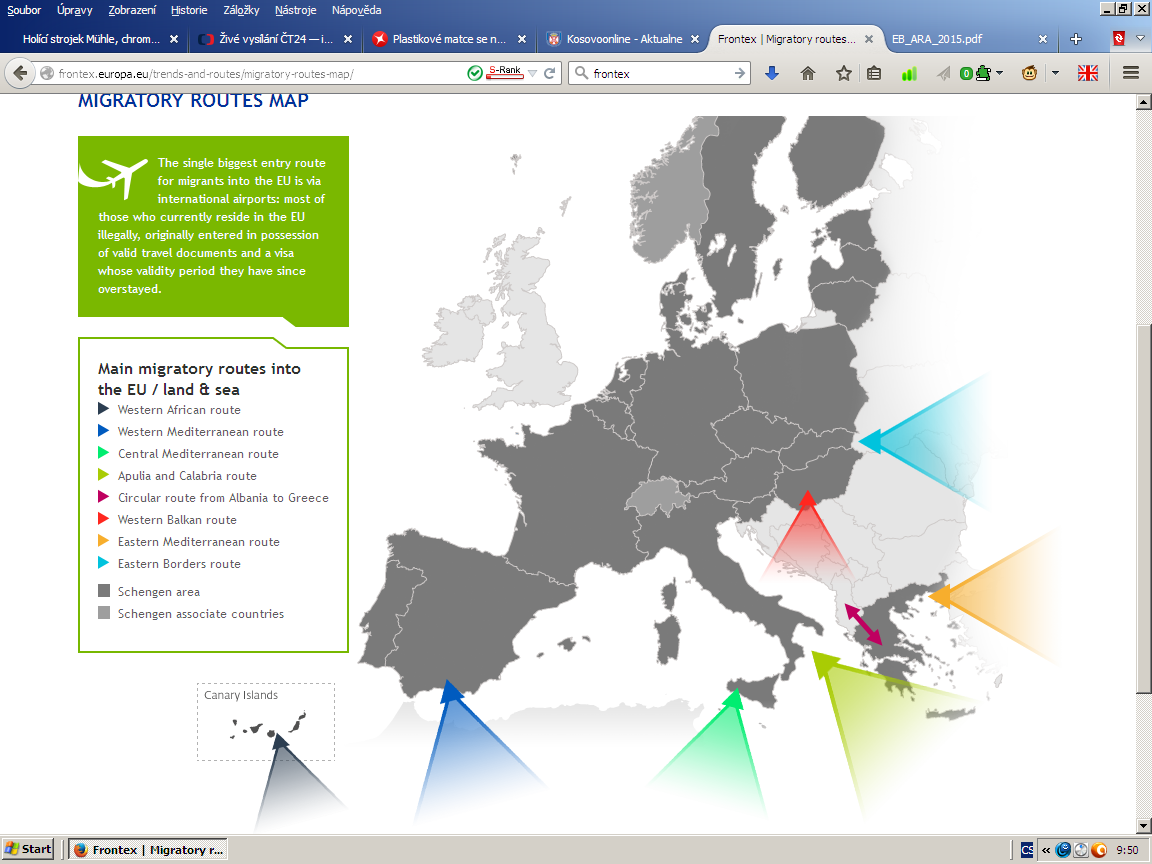 Soubor Úpravy Zobrazení Historie Záložky Nástroje Nápověda
Holící strojek Mühle, chrom...
Živé vysílání ČT24 — i...
Plastikové matce se n...
Kosovoonline - Aktualne
Frontex | Migratory routes...
EB_ARA_2015.pdf
frontex.europa.eu/trends-and-routes/migratory-routes-map/
S-Rank
frontex
0
MIGRATORY ROUTES MAP
The single biggest entry route
for migrants into the EU is via
international airports: most of
those who currently reside in the EU
illegally, originally entered in possession
of valid travel documents and a visa
whose validity period they have since
overstayed.
Main migratory routes into
the EU / land & sea
Western African route
Western Mediterranean route
Central Mediterranean route
Apulia and Calabria route
Circular route from Albania to Greece
Western Balkan route
Eastern Mediterranean route
Eastern Borders route
Schengen area
Schengen associate countries
Canary Islands
Start
Frontex | Migratory r...
CS
9:50